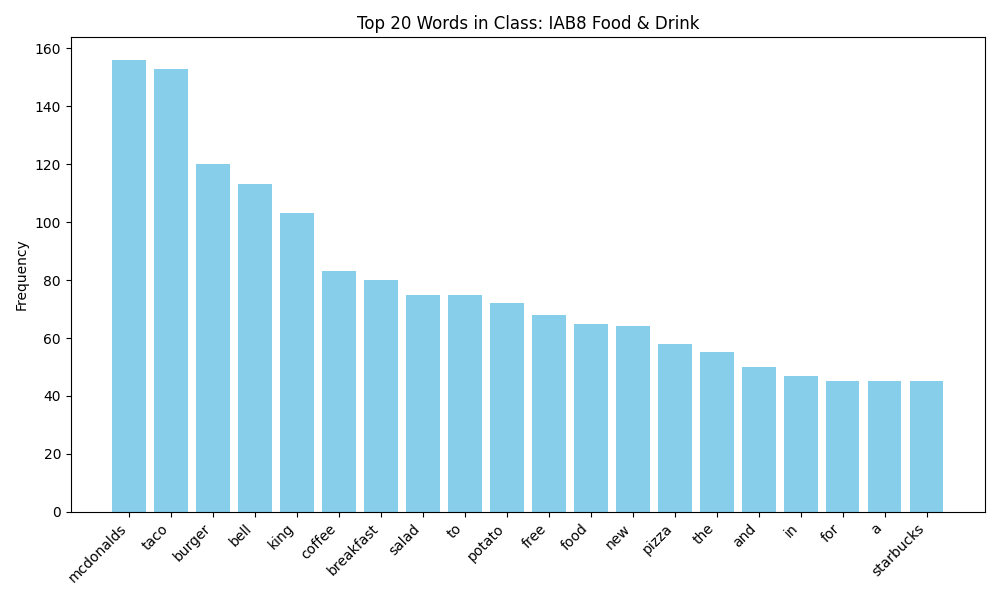 Top 20 Words in Class: IAB8 Food & Drink
Frequency
160
140
120
100
80
60
40
20
0
mcdonalds
taco
burger
bell
king
coffee
breakfast
salad
to
potato
free
food
new
pizza
the
and
in
for
a
starbucks